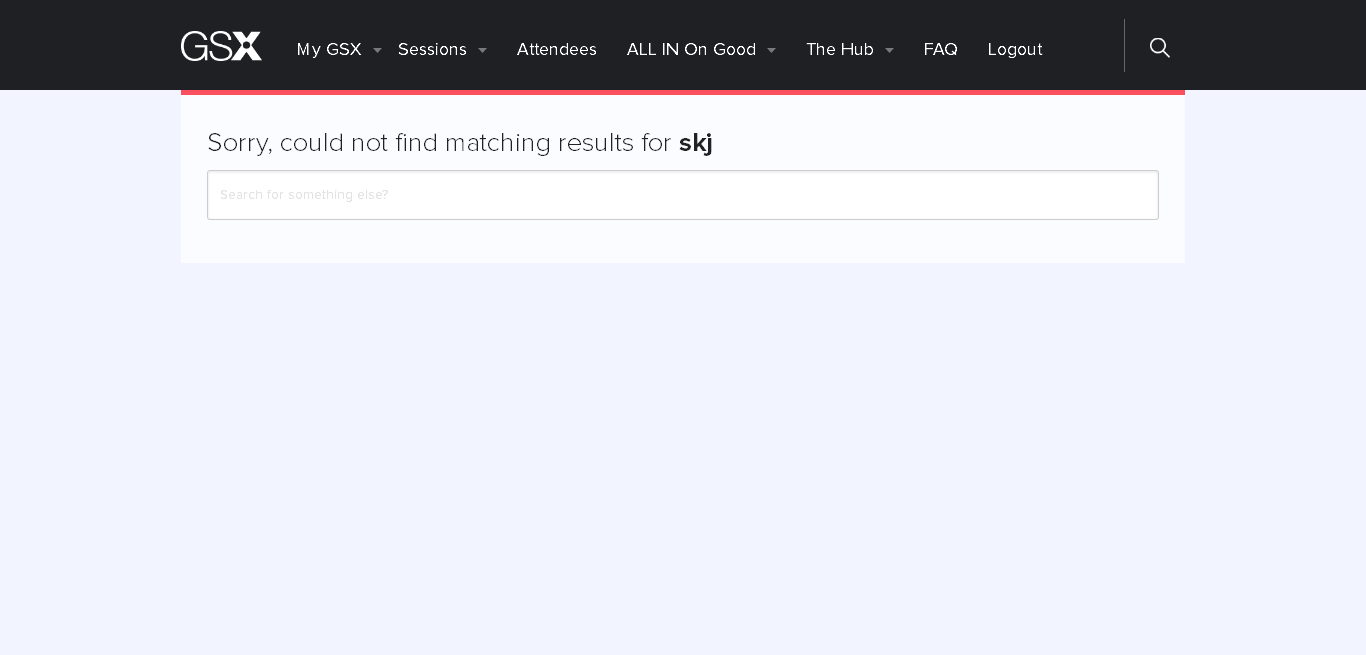 GSX My GSX Sessions Attendees ALL IN On Good The Hub FAQ Logout
Sorry, could not find matching results for skj
Search for something else?